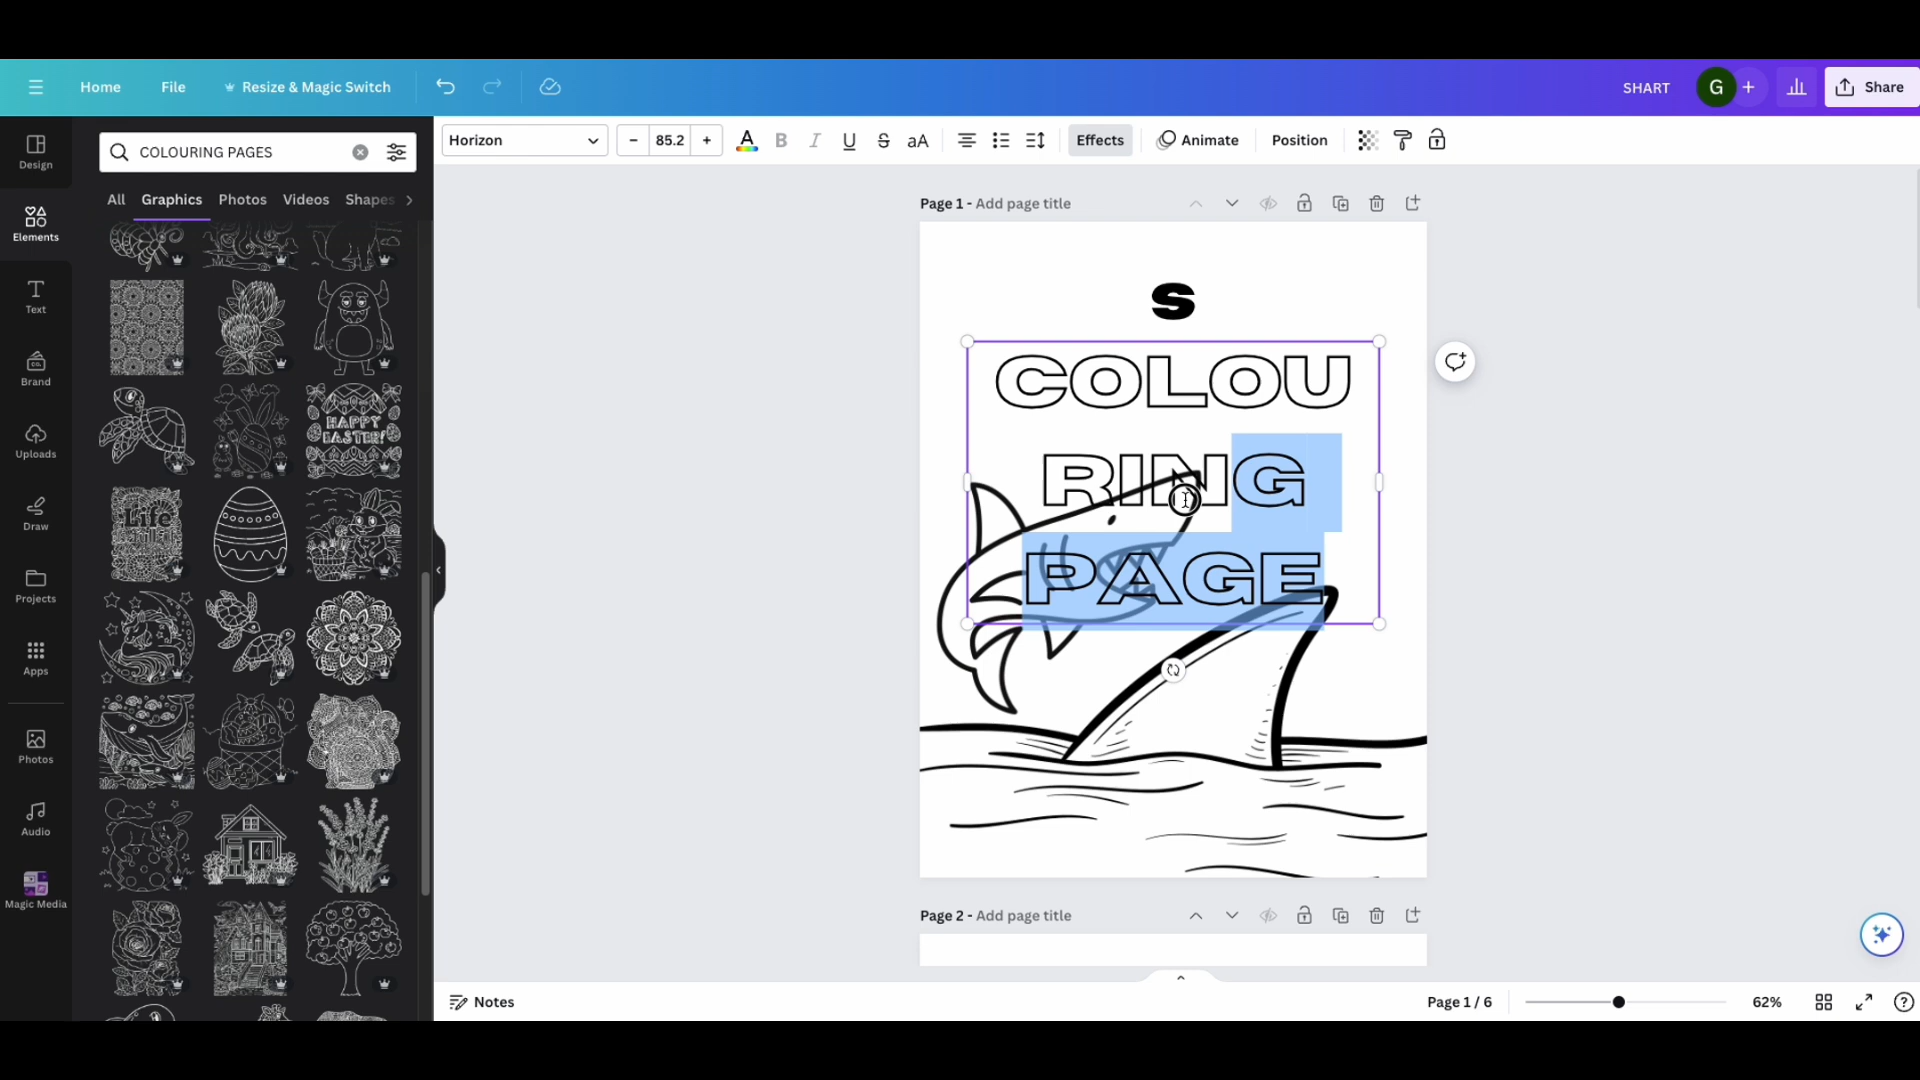 Home File Resize & Magic Switch SHART G + Share
Design
COLOURING PAGES
Horizon − 85.2 + A B I U S aA Effects Animate Position
All Graphics Photos Videos Shapes
Elements
Text
Brand
Uploads
Draw
Projects
Apps
Photos
Audio
Magic Media
HAPPY
EASTER!
Life
Page 1 - Add page title
S
COLOU
RING
PAGE
Page 2 - Add page title
Notes
Page 1 / 6 62% ?